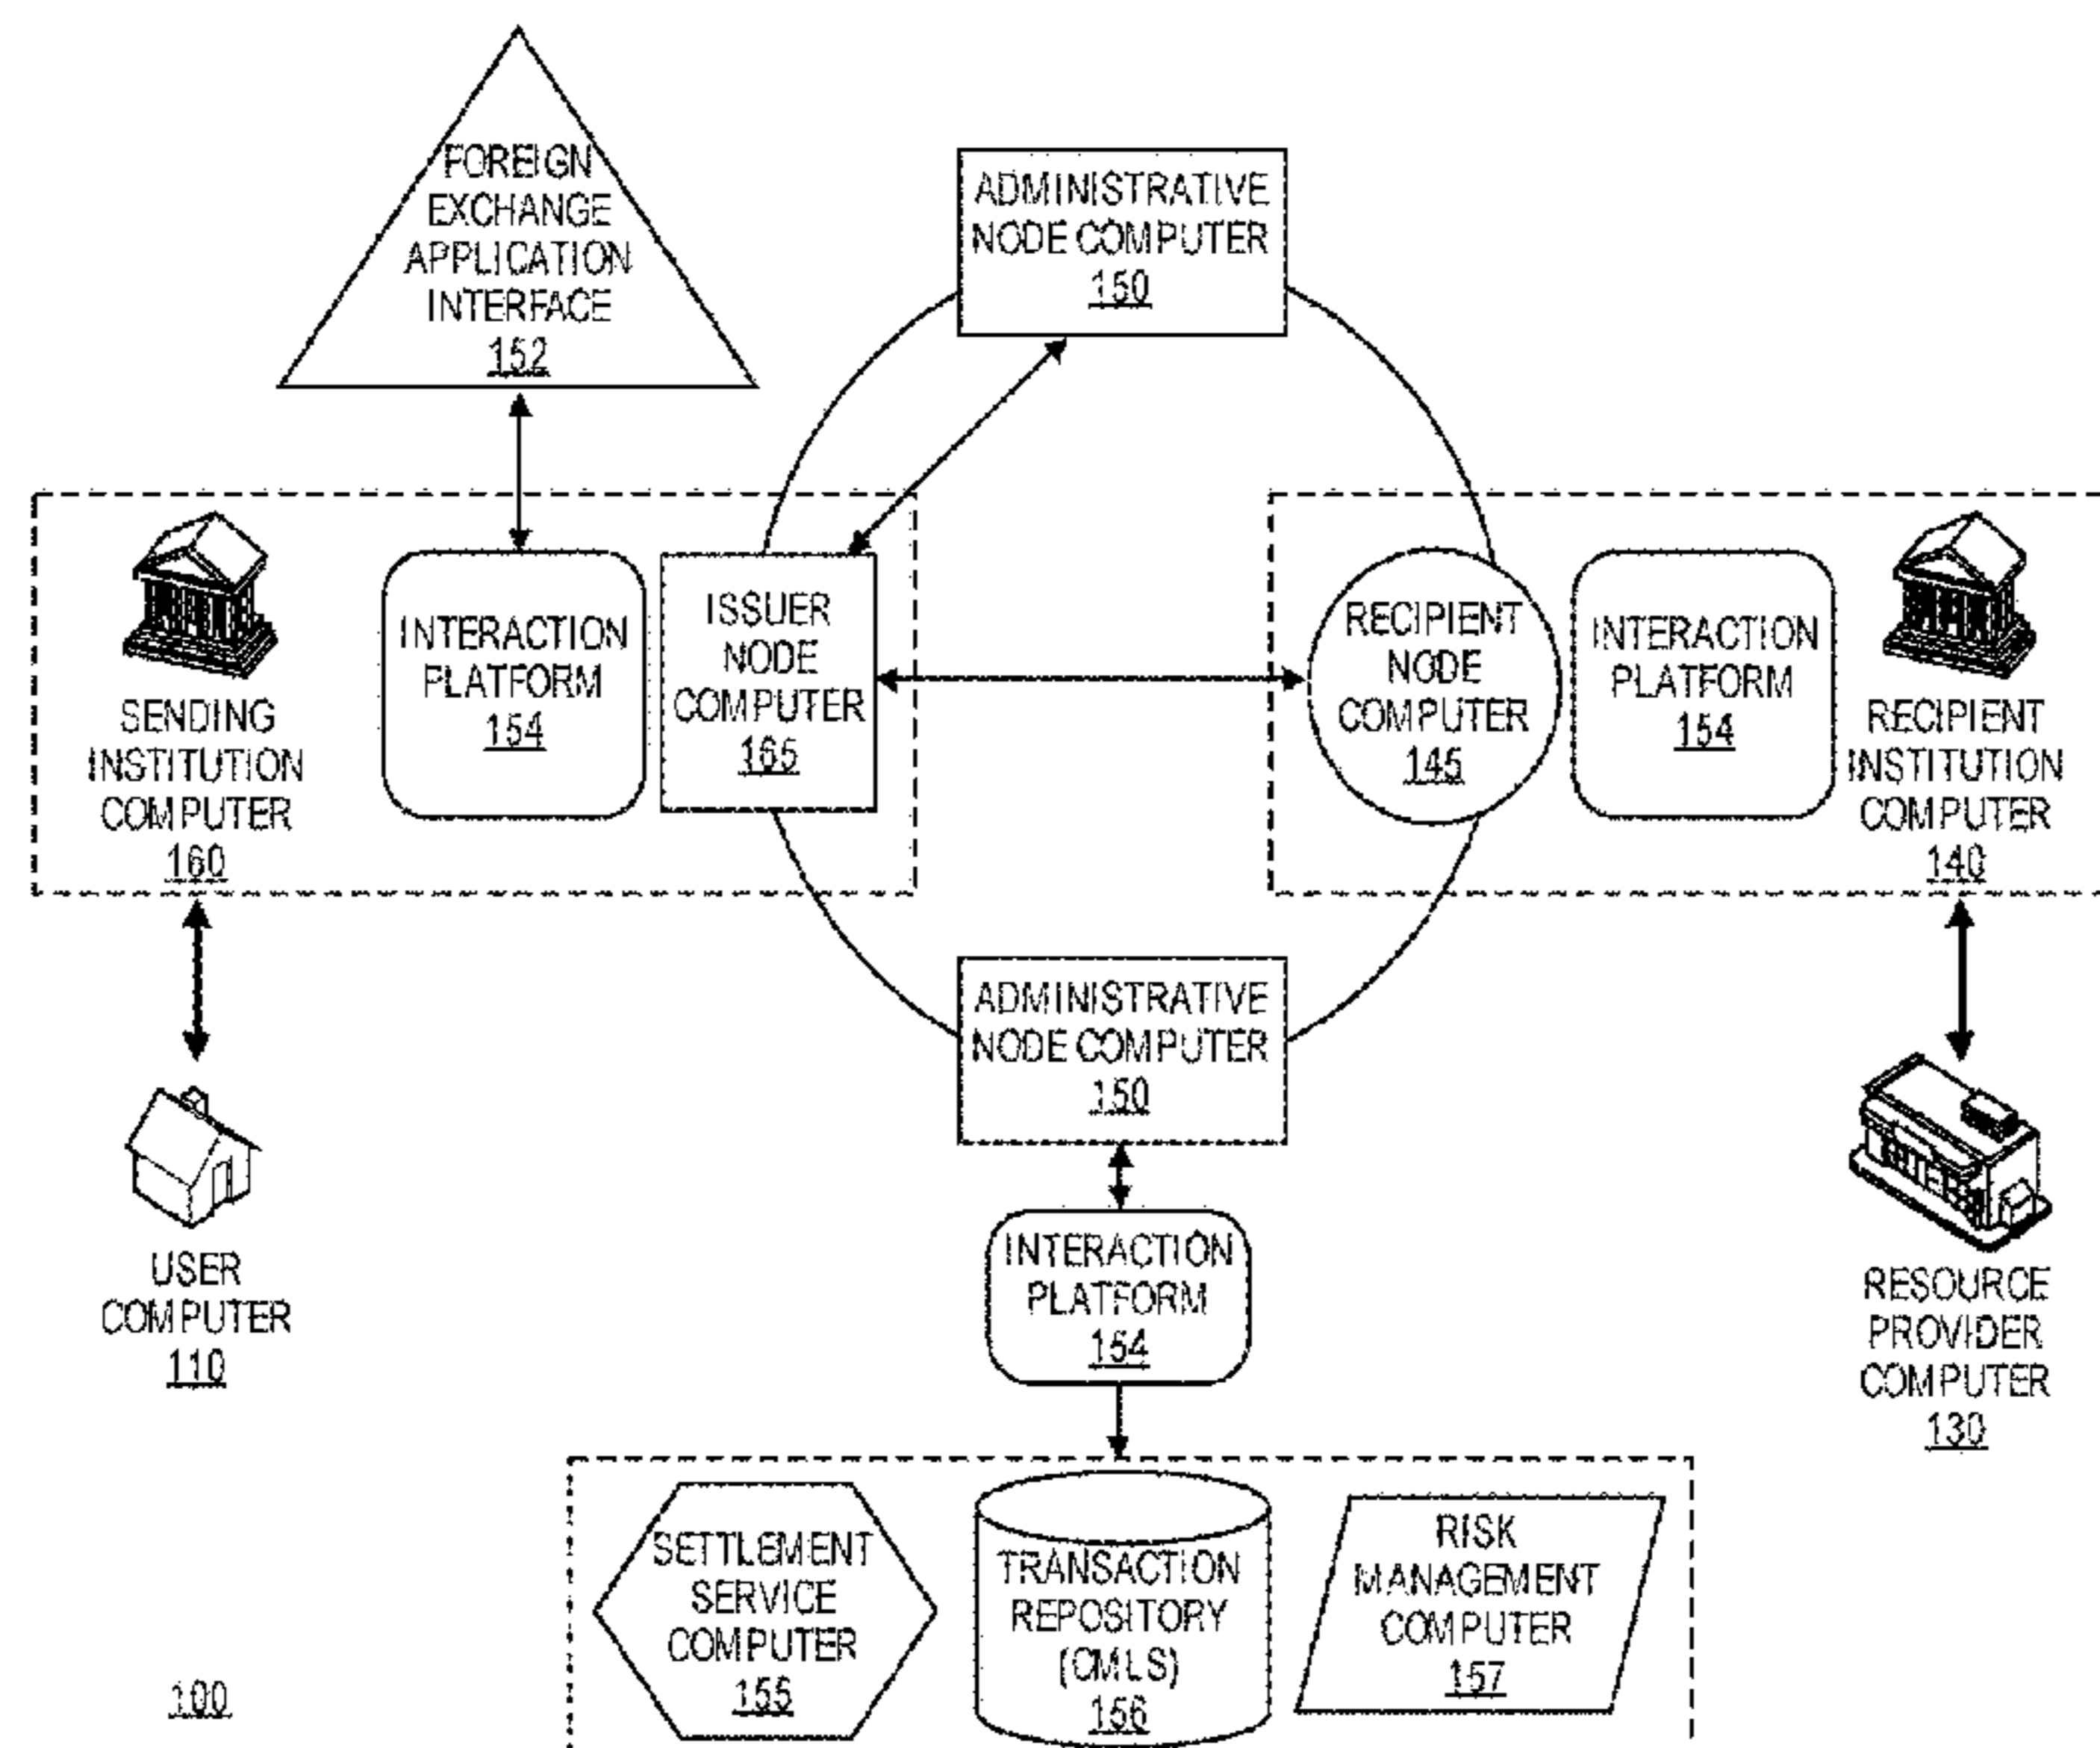 FOREIGN
EXCHANGE
APPLICATION
INTERFACE
152
ADMINISTRATIVE
NODE COMPUTER
150
SENDING
INSTITUTION
COMPUTER
160
INTERACTION
PLATFORM
154
ISSUER
NODE
COMPUTER
165
RECIPIENT
NODE
COMPUTER
145
INTERACTION
PLATFORM
154
RECIPIENT
INSTITUTION
COMPUTER
140
ADMINISTRATIVE
NODE COMPUTER
150
USER
COMPUTER
110
INTERACTION
PLATFORM
154
RESOURCE
PROVIDER
COMPUTER
130
SETTLEMENT
SERVICE
COMPUTER
155
TRANSACTION
REPOSITORY
(CMLS)
156
RISK
MANAGEMENT
COMPUTER
157
100